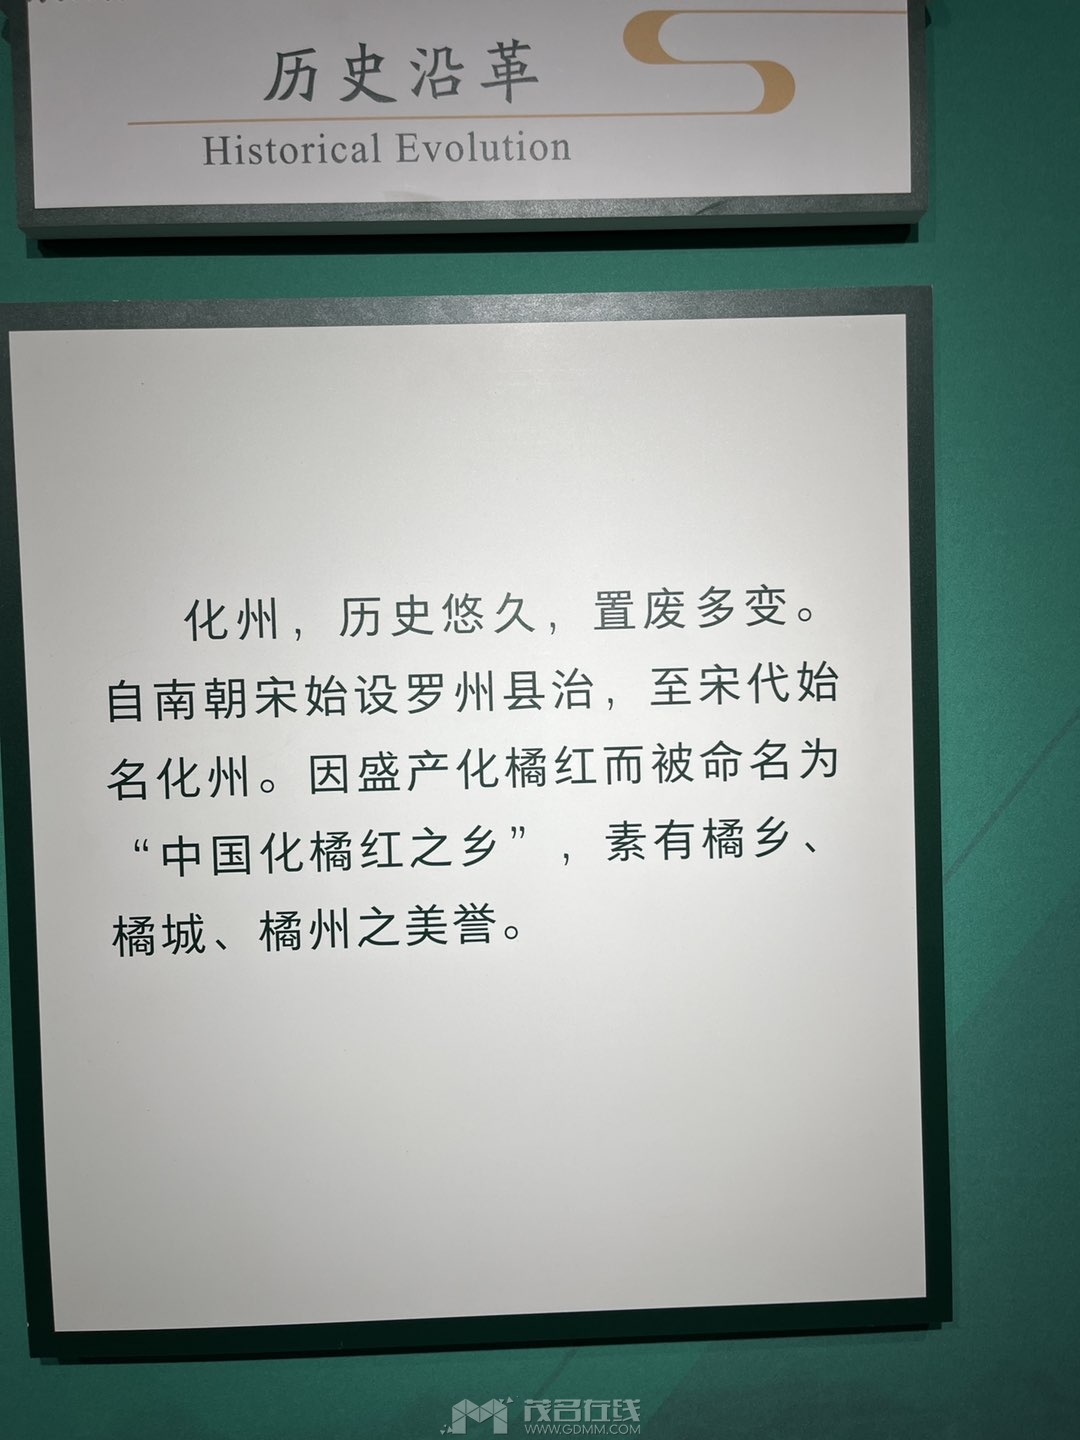 历史沿革
Historical Evolution
化州，历史悠久，置废多变。
自南朝宋始设罗州县治，至宋代始
名化州。因盛产化橘红而被命名为
“中国化橘红之乡”，素有橘乡、
橘城、橘州之美誉。
茂名在线
WWW.GDMM.COM